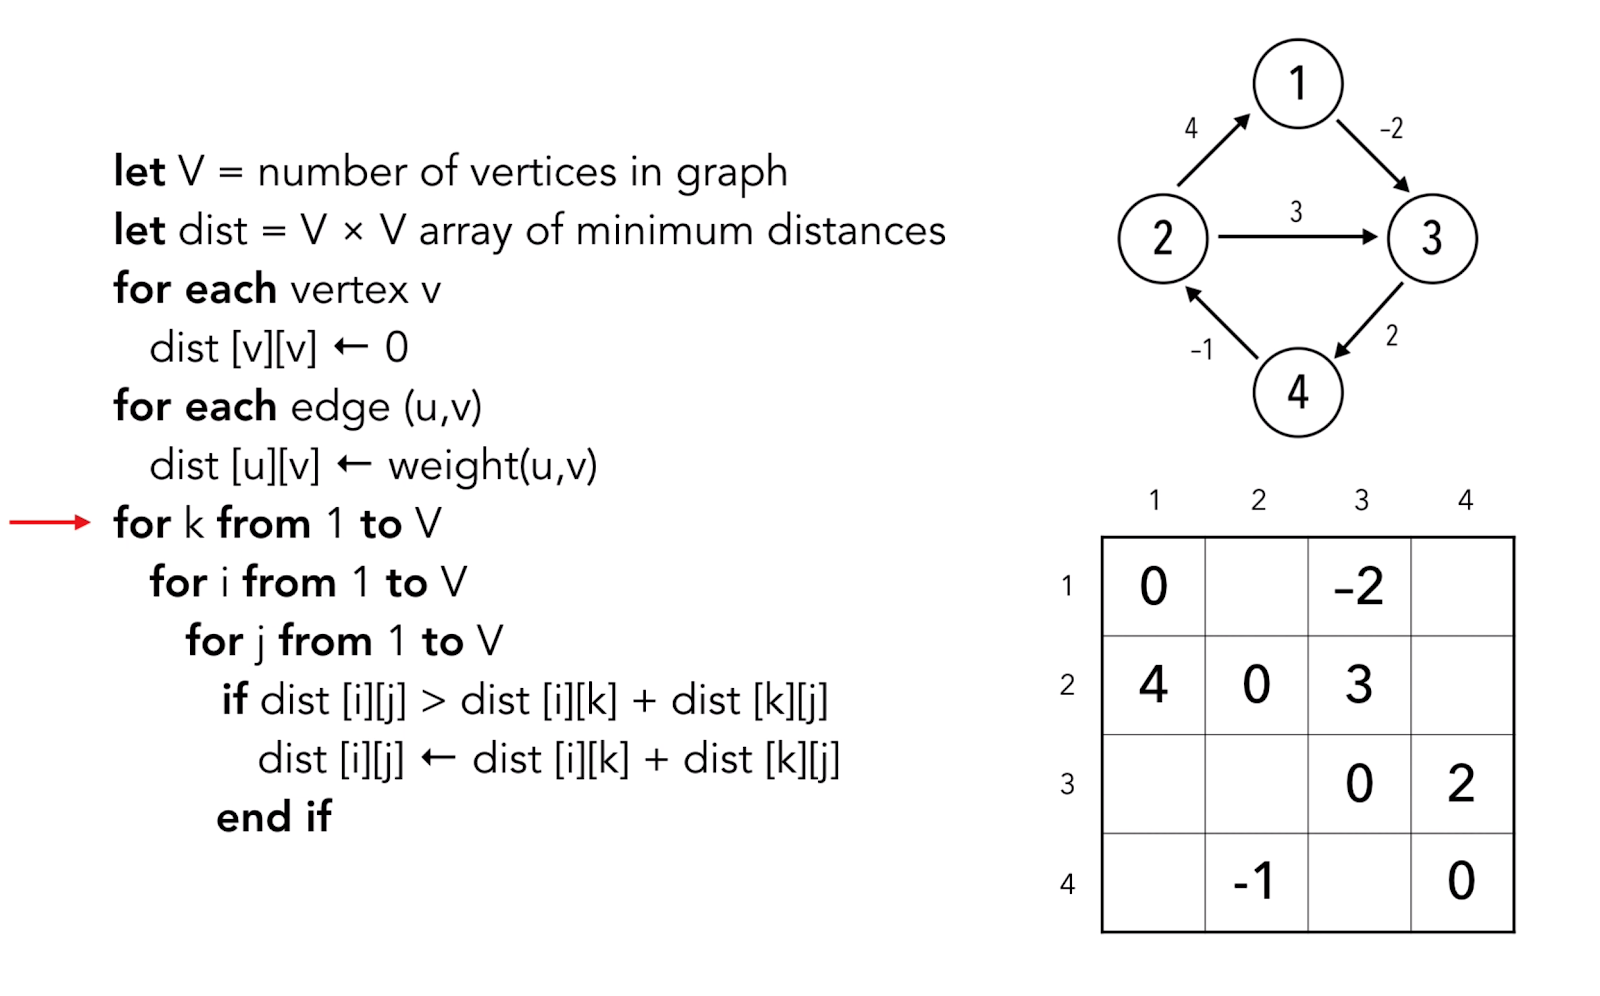 let V = number of vertices in graph
let dist = V × V array of minimum distances
for each vertex v
dist [v][v] ← 0
for each edge (u,v)
dist [u][v] ← weight(u,v)
for k from 1 to V
for i from 1 to V
for j from 1 to V
if dist [i][j] > dist [i][k] + dist [k][j]
dist [i][j] ← dist [i][k] + dist [k][j]
end if
1
4
–2
2
3
3
–1
2
4
1 2 3 4
1 0 –2
2 4 0 3
3 0 2
4 -1 0